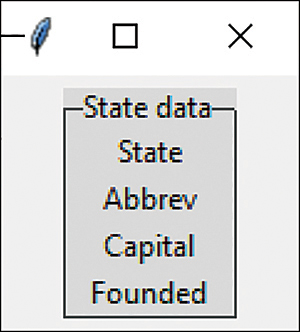 State data
State
Abbrev
Capital
Founded